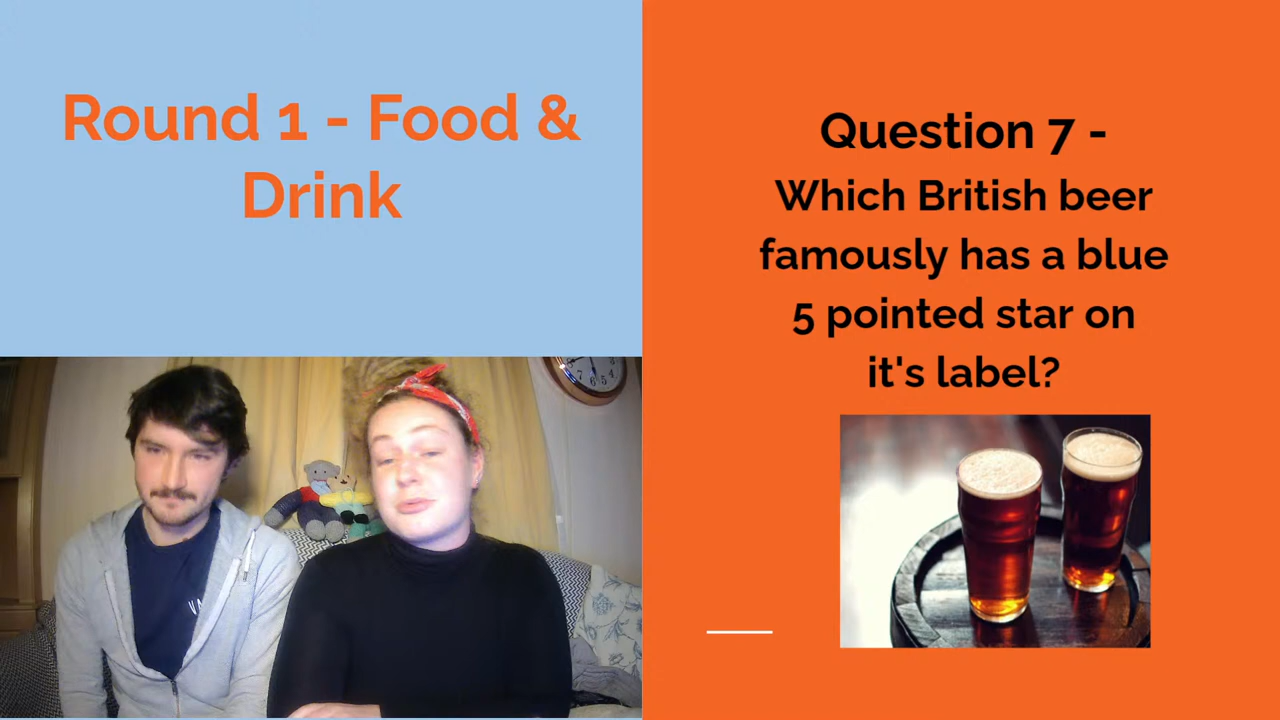 Round 1 - Food &
Drink
Question 7 -
Which British beer
famously has a blue
5 pointed star on
it's label?